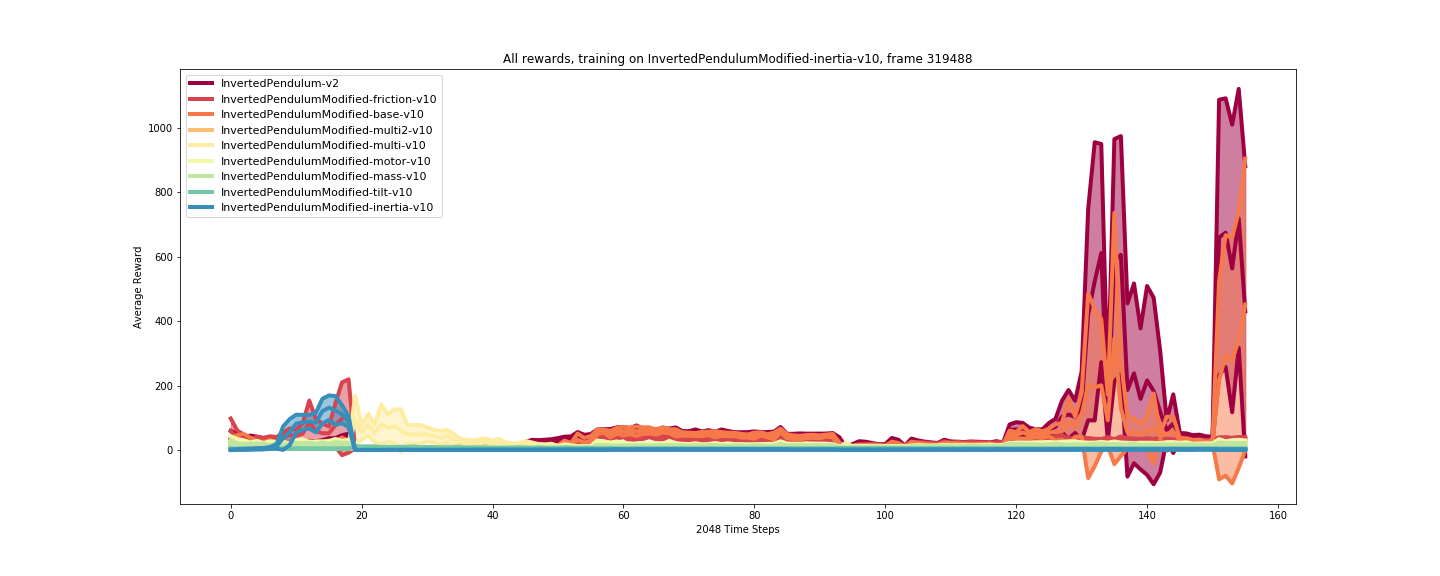 All rewards, training on InvertedPendulumModified-inertia-v10, frame 319488
InvertedPendulum-v2
InvertedPendulumModified-friction-v10
InvertedPendulumModified-base-v10
InvertedPendulumModified-multi2-v10
InvertedPendulumModified-multi-v10
InvertedPendulumModified-motor-v10
InvertedPendulumModified-mass-v10
InvertedPendulumModified-tilt-v10
InvertedPendulumModified-inertia-v10
Average Reward
1000
800
600
400
200
0
0 20 40 60 80 100 120 140 160
2048 Time Steps